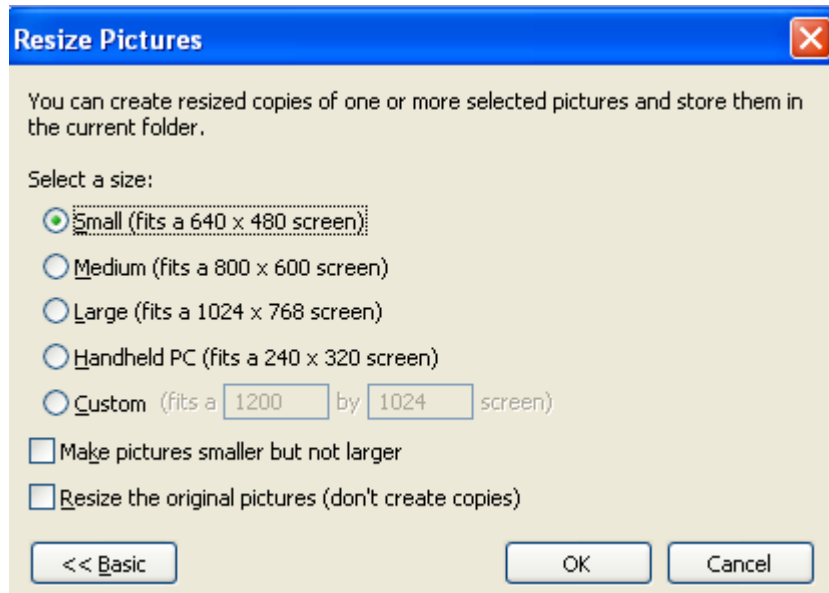 Resize Pictures
You can create resized copies of one or more selected pictures and store them in
the current folder.
Select a size:
Small (fits a 640 x 480 screen)
Medium (fits a 800 x 600 screen)
Large (fits a 1024 x 768 screen)
Handheld PC (fits a 240 x 320 screen)
Custom (fits a 1200 by 1024 screen)
Make pictures smaller but not larger
Resize the original pictures (don't create copies)
<< Basic OK Cancel